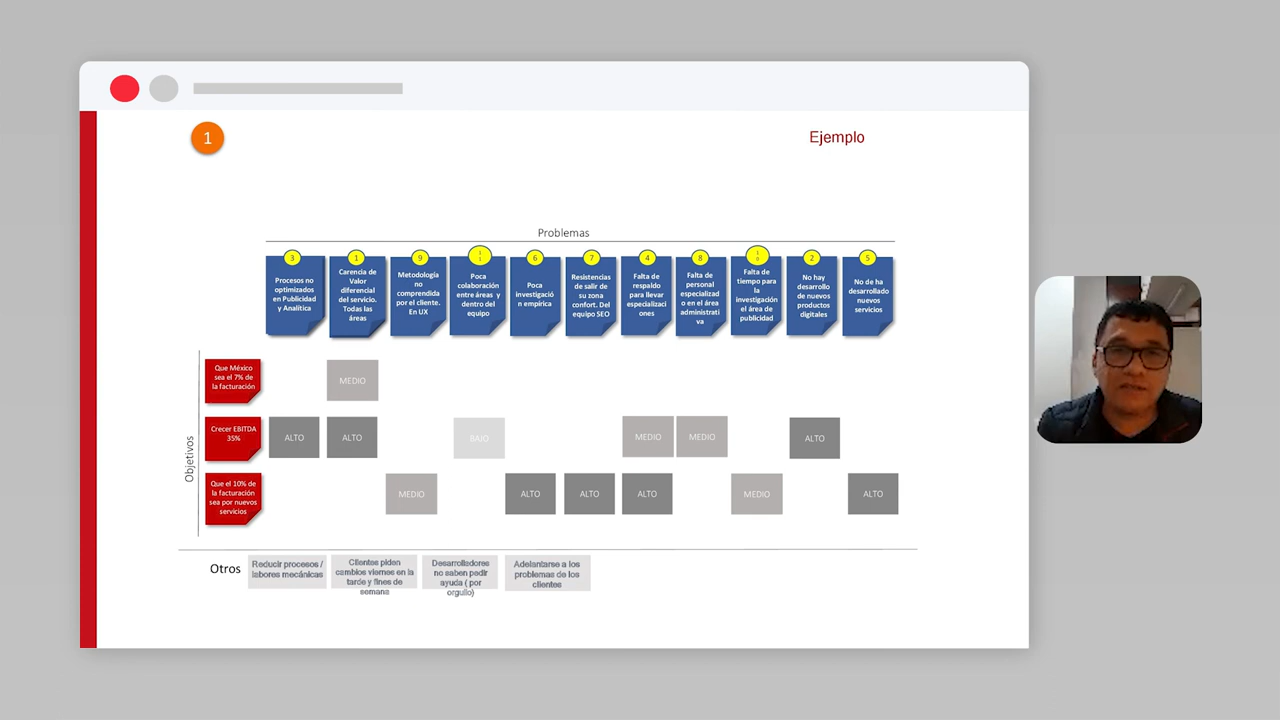 1
Ejemplo
Problemas
3
Procesos no
optimizados
en Publicidad
y Analítica
1
Carencia de
Valor
diferencial
del servicio.
Todas las
áreas
9
Metodología
no
comprendida
por el cliente.
En UX
1
1
Poca
colaboración
entre áreas y
dentro del
equipo
6
Poca
investigació
n empírica
7
Resistencias
de salir de
su zona
confort. Del
equipo SEO
4
Falta de
respaldo
para llevar
especializaci
ones
8
Falta de
personal
especializad
o en el área
administrati
va
1
0
Falta de
tiempo para
la
investigación
el área de
publicidad
2
No hay
desarrollo
de nuevos
productos
digitales
5
No de ha
desarrollado
nuevos
servicios
Objetivos
Que México
sea el 7% de
la facturación
MEDIO
Crecer EBITDA
35%
ALTO
ALTO
BAJO
MEDIO
MEDIO
ALTO
Que el 10% de
la facturación
sea por nuevos
servicios
MEDIO
ALTO
ALTO
ALTO
MEDIO
ALTO
Otros
Reducir procesos /
labores mecánicas
Clientes piden
cambios viernes en la
tarde y fines de
semana
Desarrolladores
no saben pedir
ayuda ( por
orgullo)
Adelantarse a los
problemas de los
clientes